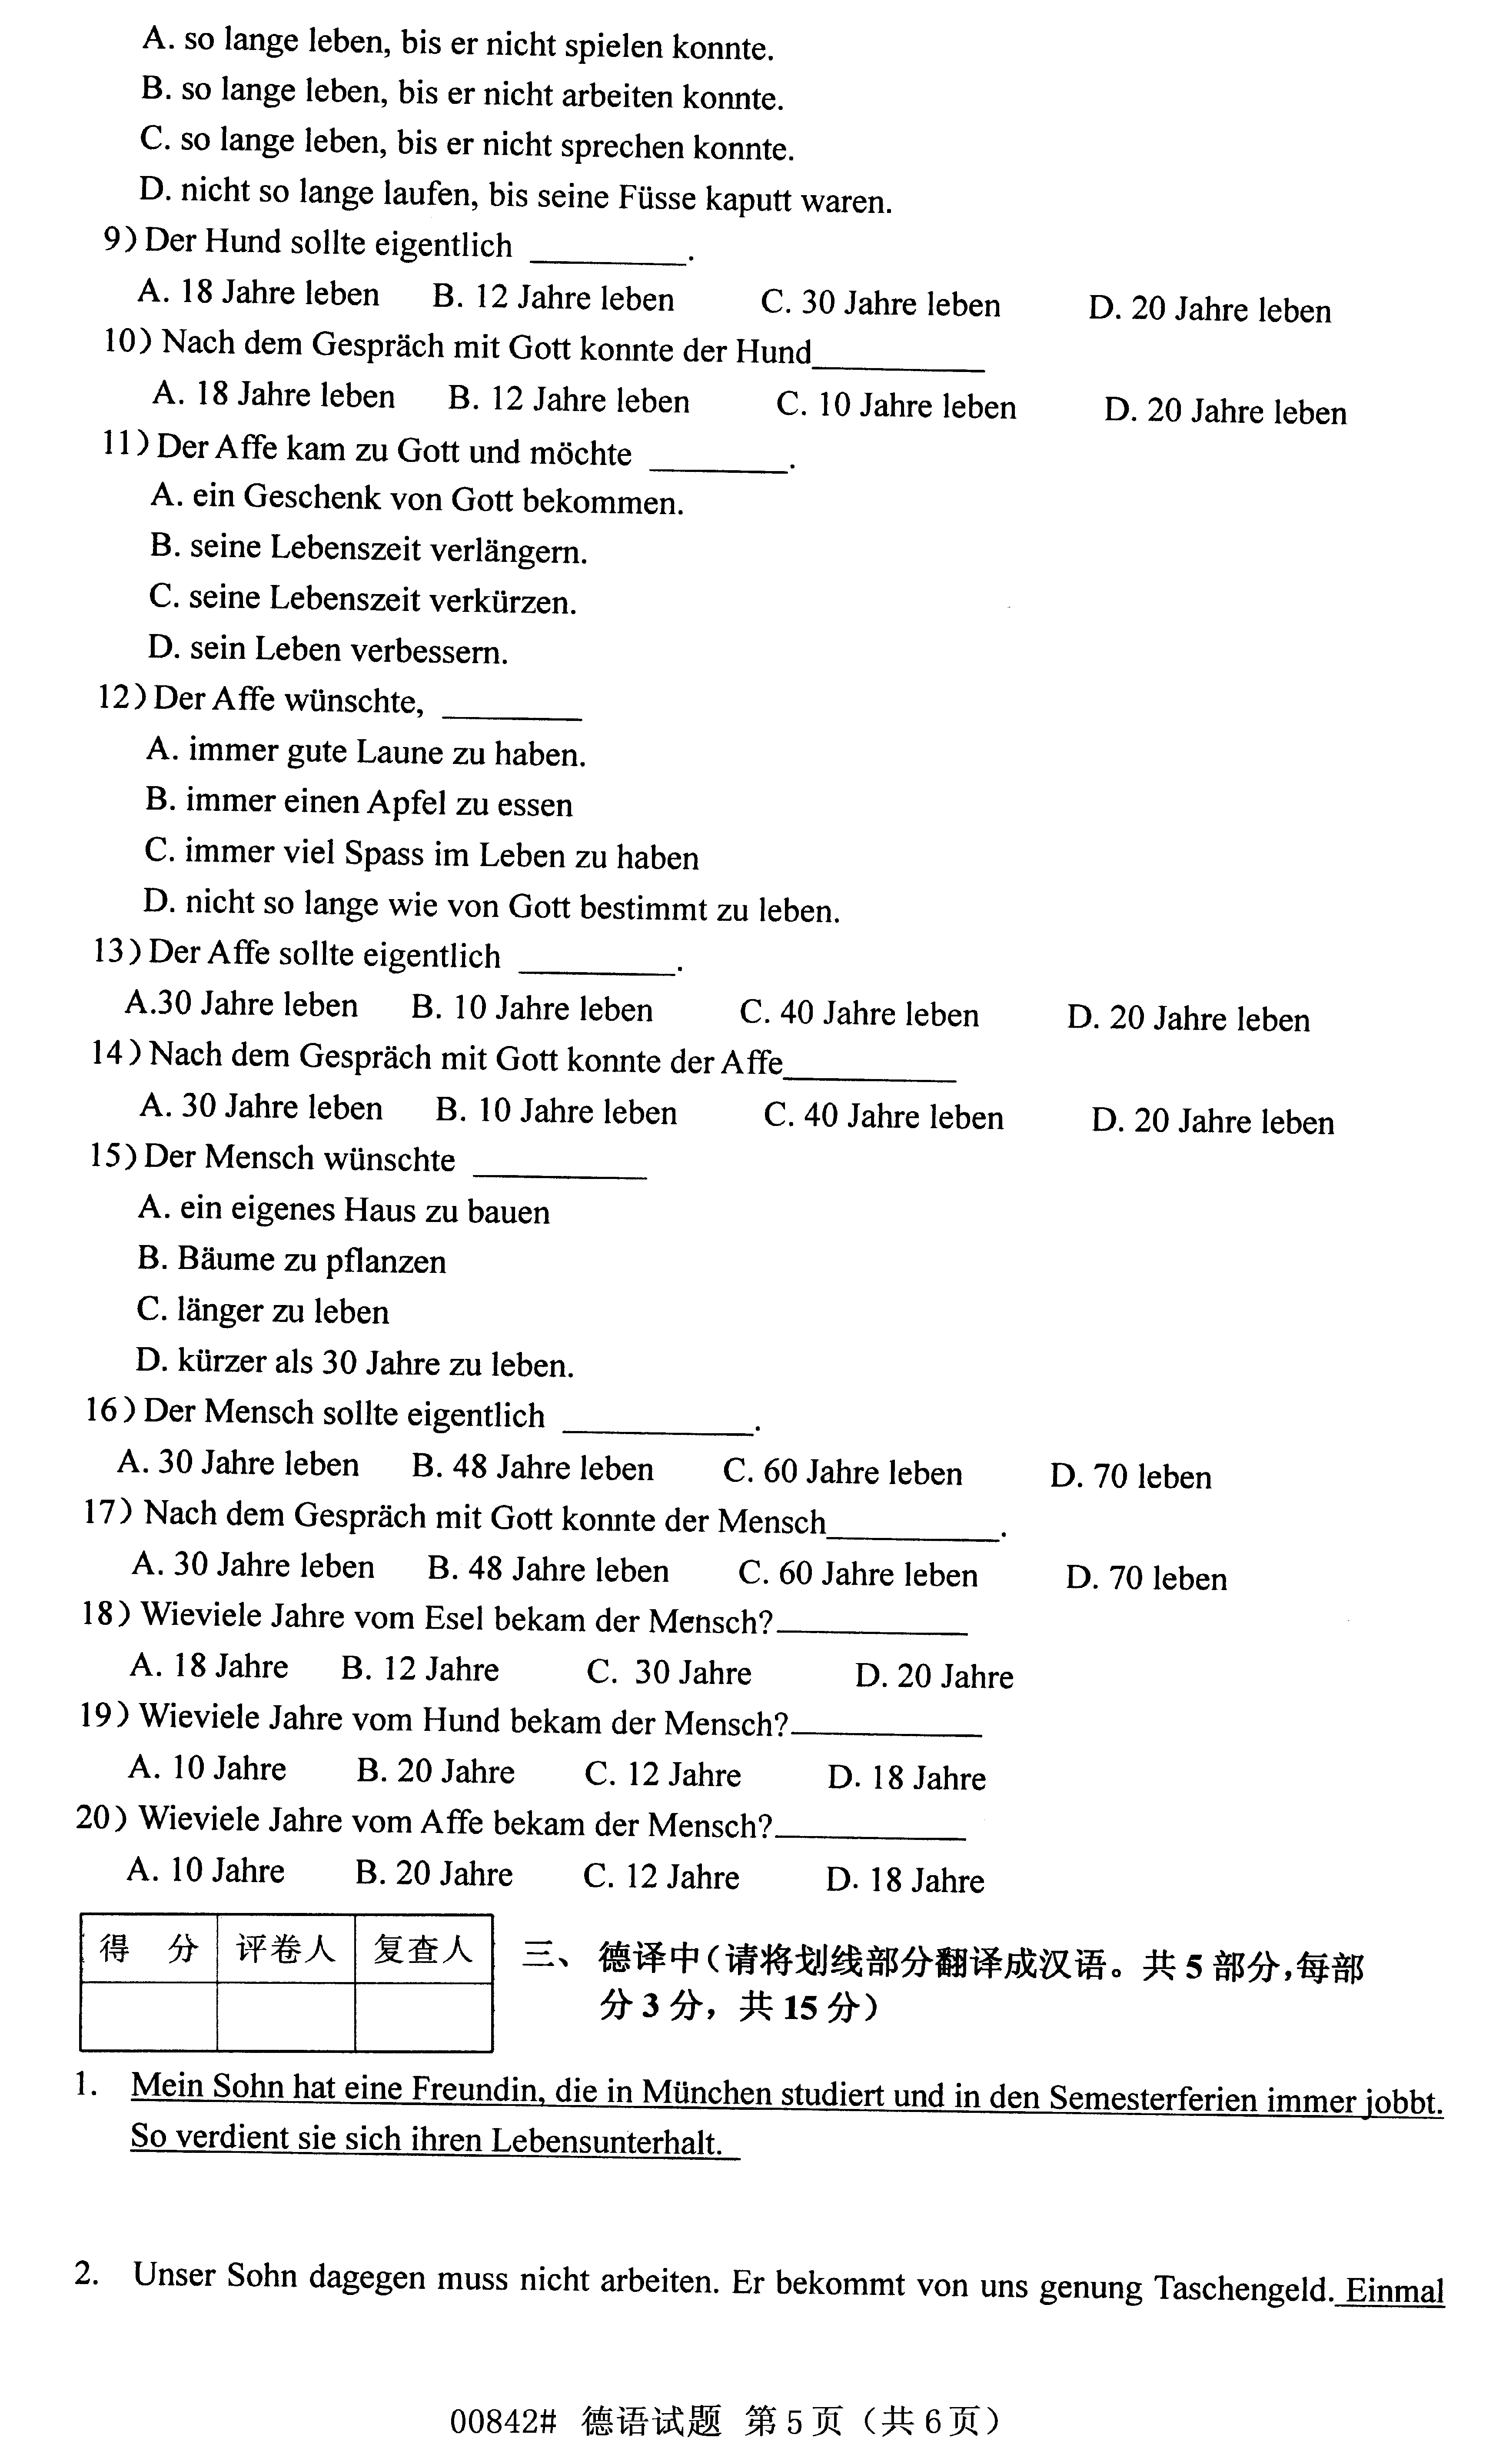 A. so lange leben, bis er nicht spielen konnte.
B. so lange leben, bis er nicht arbeiten konnte.
C. so lange leben, bis er nicht sprechen konnte.
D. nicht so lange laufen, bis seine Füsse kaputt waren.
9) Der Hund sollte eigentlich ________.
A. 18 Jahre leben B. 12 Jahre leben C. 30 Jahre leben D. 20 Jahre leben
10) Nach dem Gespräch mit Gott konnte der Hund________
A. 18 Jahre leben B. 12 Jahre leben C. 10 Jahre leben D. 20 Jahre leben
11) Der Affe kam zu Gott und möchte ________.
A. ein Geschenk von Gott bekommen.
B. seine Lebenszeit verlängern.
C. seine Lebenszeit verkürzen.
D. sein Leben verbessern.
12) Der Affe wünschte, ________
A. immer gute Laune zu haben.
B. immer einen Apfel zu essen
C. immer viel Spass im Leben zu haben
D. nicht so lange wie von Gott bestimmt zu leben.
13) Der Affe sollte eigentlich ________.
A.30 Jahre leben B. 10 Jahre leben C. 40 Jahre leben D. 20 Jahre leben
14) Nach dem Gespräch mit Gott konnte der Affe________
A. 30 Jahre leben B. 10 Jahre leben C. 40 Jahre leben D. 20 Jahre leben
15) Der Mensch wünschte ________
A. ein eigenes Haus zu bauen
B. Bäume zu pflanzen
C. länger zu leben
D. kürzer als 30 Jahre zu leben.
16) Der Mensch sollte eigentlich ________.
A. 30 Jahre leben B. 48 Jahre leben C. 60 Jahre leben D. 70 leben
17) Nach dem Gespräch mit Gott konnte der Mensch________.
A. 30 Jahre leben B. 48 Jahre leben C. 60 Jahre leben D. 70 leben
18) Wieviele Jahre vom Esel bekam der Mensch?________
A. 18 Jahre B. 12 Jahre C. 30 Jahre D. 20 Jahre
19) Wieviele Jahre vom Hund bekam der Mensch?________
A. 10 Jahre B. 20 Jahre C. 12 Jahre D. 18 Jahre
20) Wieviele Jahre vom Affe bekam der Mensch?________
A. 10 Jahre B. 20 Jahre C. 12 Jahre D. 18 Jahre
得 分 评卷人 复查人
三、 德译中(请将划线部分翻译成汉语。共 5 部分,每部
分 3 分，共 15 分)
1. Mein Sohn hat eine Freundin, die in München studiert und in den Semesterferien immer jobbt.
So verdient sie sich ihren Lebensunterhalt.
2. Unser Sohn dagegen muss nicht arbeiten. Er bekommt von uns genung Taschengeld. Einmal
00842# 德语试题 第 5 页（共 6 页）